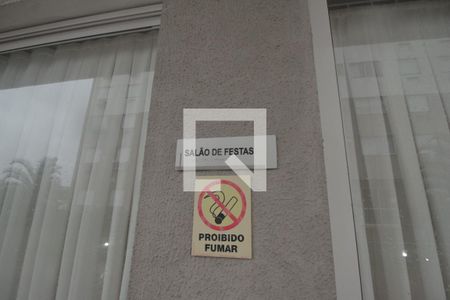 SALÃO DE FESTAS
PROIBIDO
FUMAR